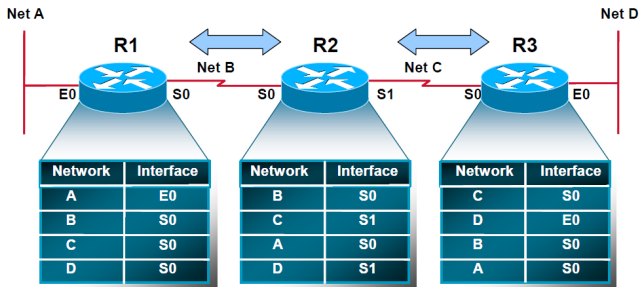 Net A
Net D
R1
R2
R3
Net B
Net C
E0
S0
S0
S1
S0
E0
Network Interface
A E0
B S0
C S0
D S0
Network Interface
B S0
C S1
A S0
D S1
Network Interface
C S0
D E0
B S0
A S0